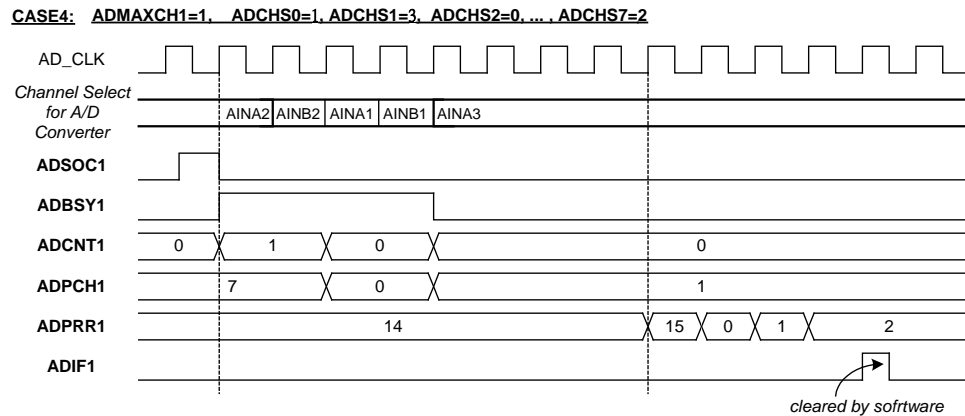 CASE4: ADMAXCH1=1, ADCHS0=1, ADCHS1=3, ADCHS2=0, ... , ADCHS7=2
AD_CLK
Channel Select
for A/D
Converter
AINA2 AINB2 AINA1 AINB1 AINA3
ADSOC1
ADBSY1
ADCNT1 0 1 0 0
ADPCH1 7 0 1
ADPRR1 14 15 0 1 2
ADIF1
cleared by sofrtware